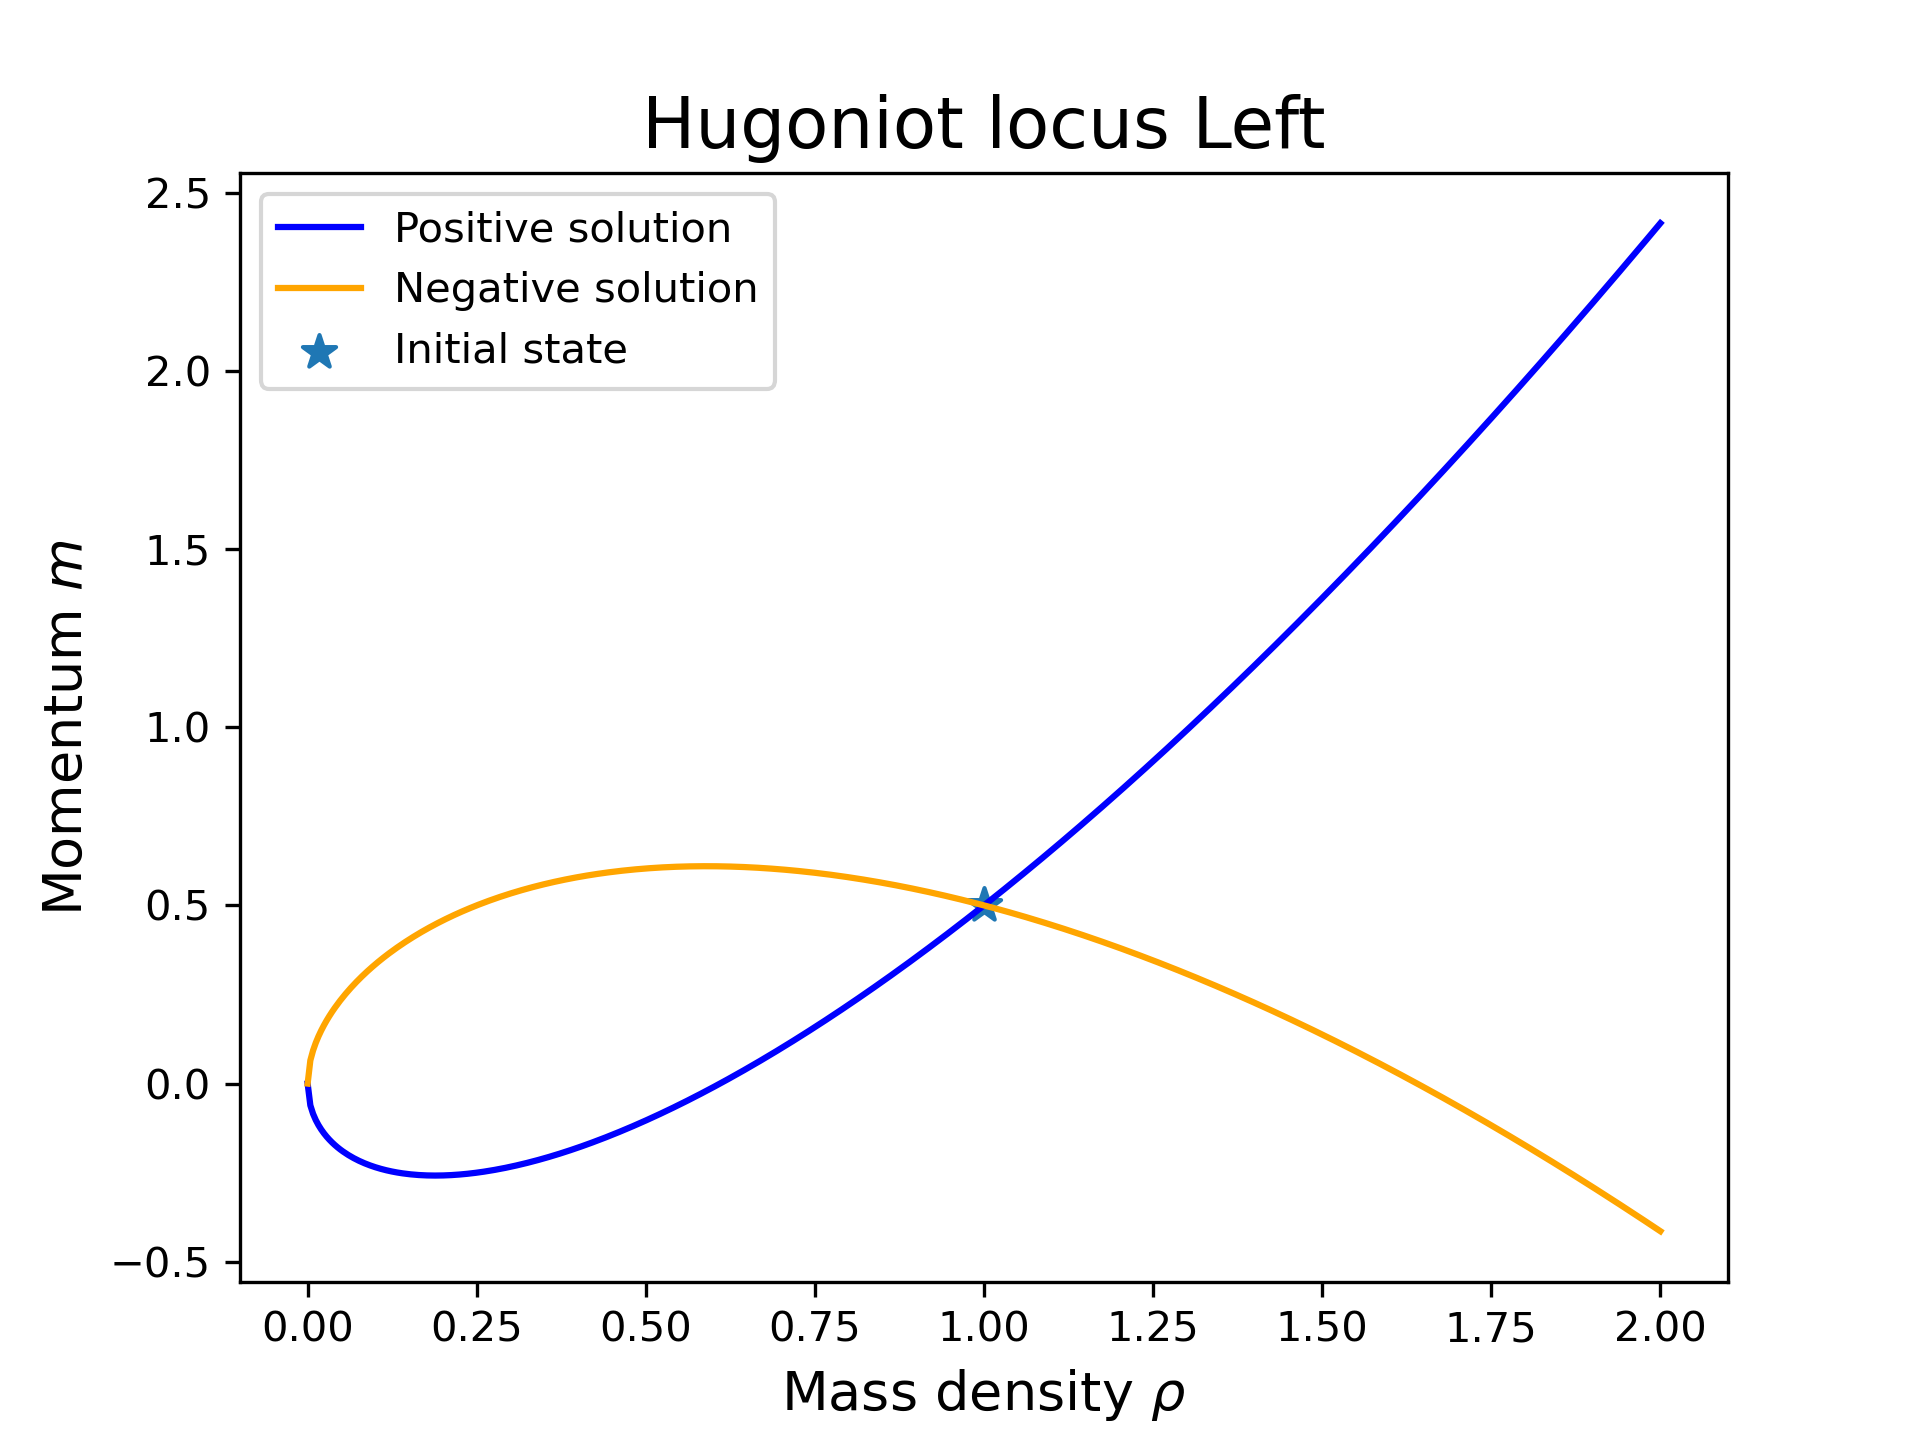 Hugoniot locus Left
2.5
2.0
1.5
1.0
0.5
0.0
−0.5
Momentum m
Positive solution
Negative solution
Initial state
0.00 0.25 0.50 0.75 1.00 1.25 1.50 1.75 2.00
Mass density ρ